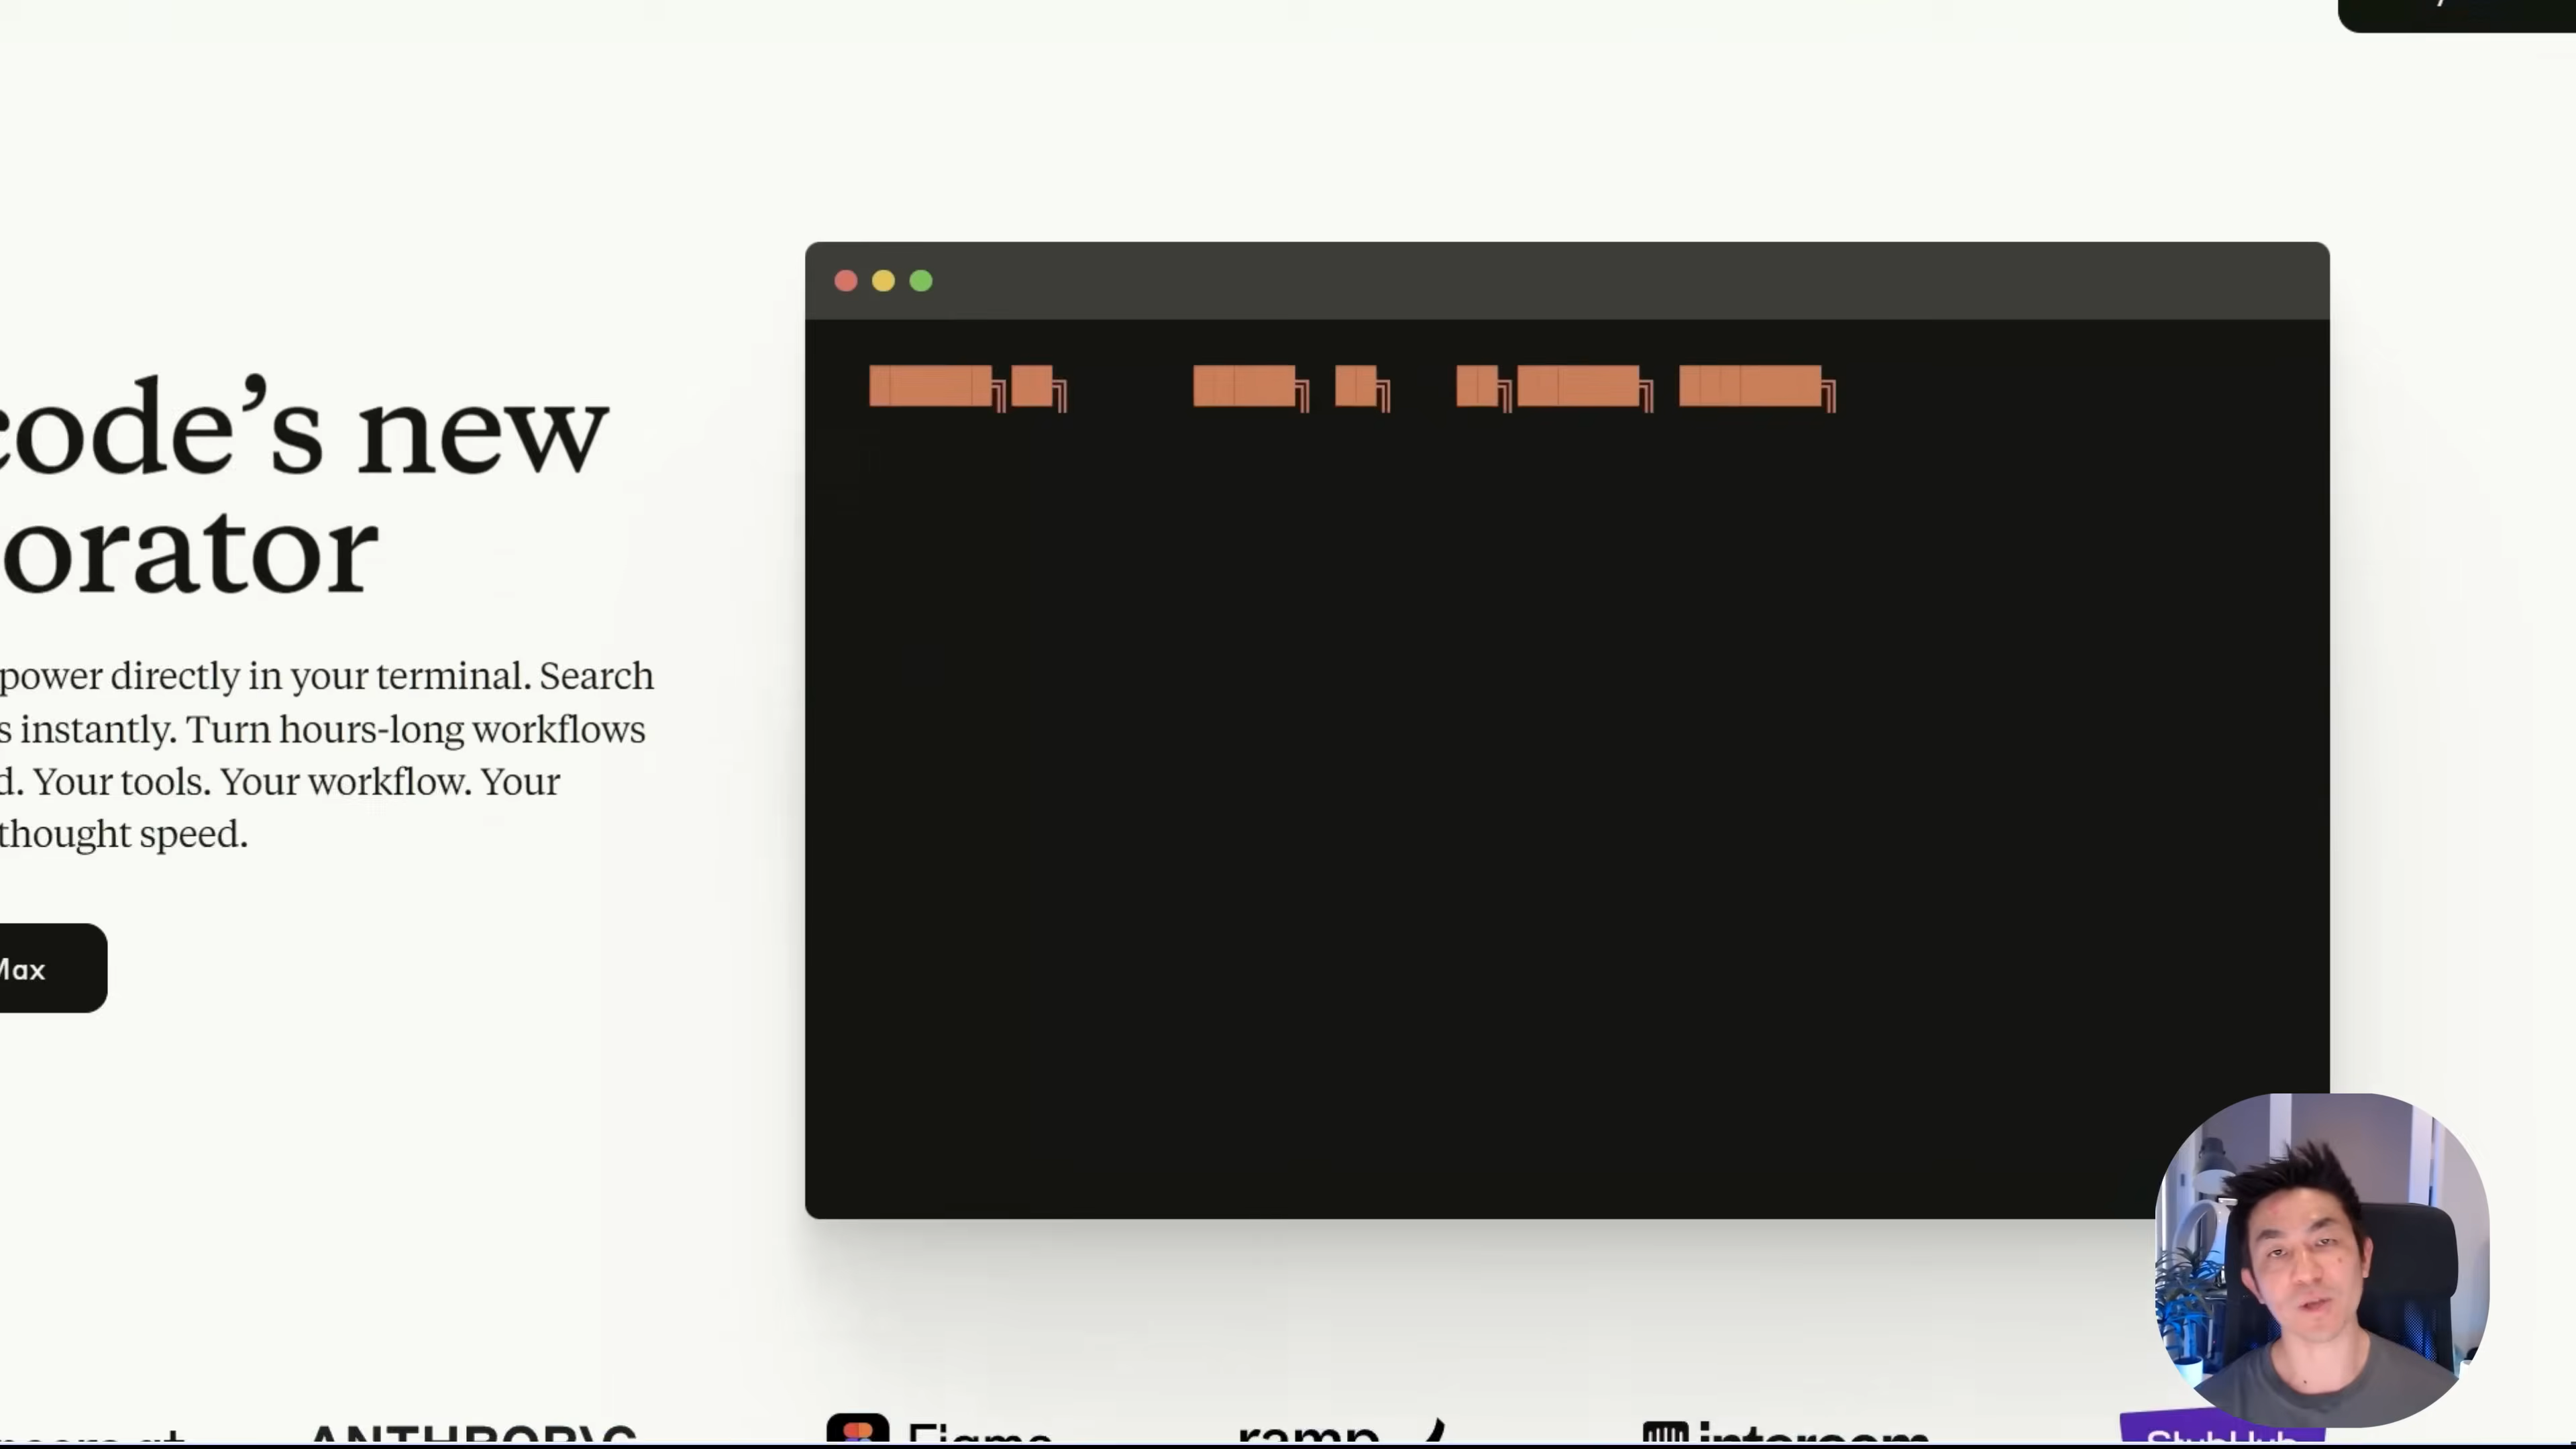 code’s new
orator
power directly in your terminal. Search
s instantly. Turn hours-long workflows
d. Your tools. Your workflow. Your
thought speed.
Max
ANTHROP\C
Figma
ramp
intercom
StubHub